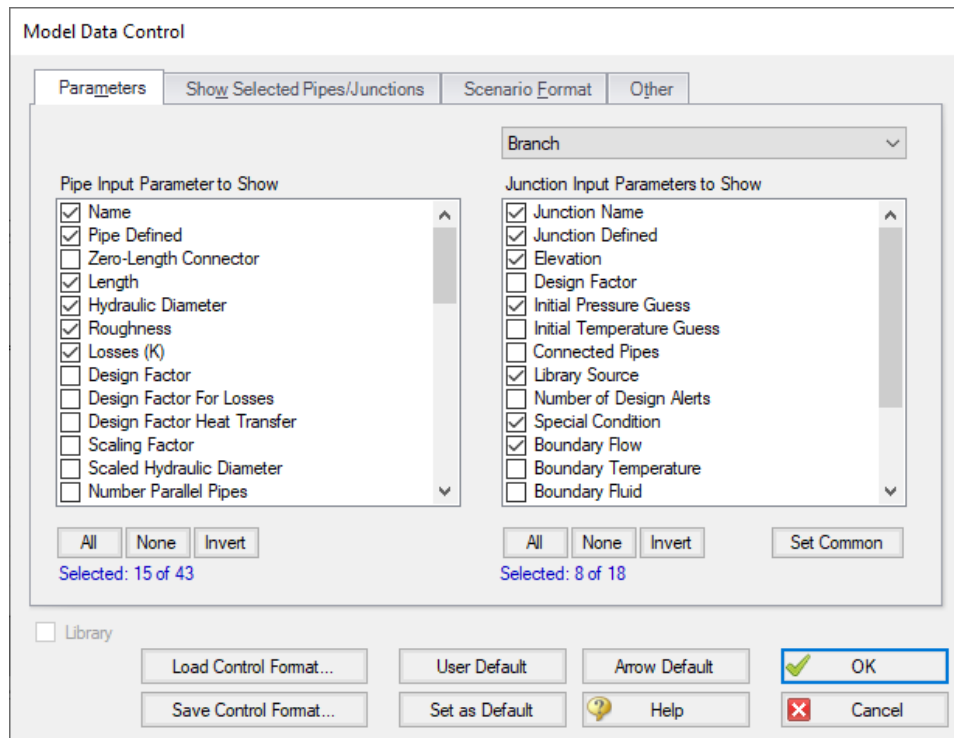 Model Data Control
Parameters
Show Selected Pipes/Junctions
Scenario Format
Other
Branch
Pipe Input Parameter to Show
Name
Pipe Defined
Zero-Length Connector
Length
Hydraulic Diameter
Roughness
Losses (K)
Design Factor
Design Factor For Losses
Design Factor Heat Transfer
Scaling Factor
Scaled Hydraulic Diameter
Number Parallel Pipes
All
None
Invert
Selected: 15 of 43
Junction Input Parameters to Show
Junction Name
Junction Defined
Elevation
Design Factor
Initial Pressure Guess
Initial Temperature Guess
Connected Pipes
Library Source
Number of Design Alerts
Special Condition
Boundary Flow
Boundary Temperature
Boundary Fluid
All
None
Invert
Set Common
Selected: 8 of 18
Library
Load Control Format...
User Default
Arrow Default
OK
Save Control Format...
Set as Default
Help
Cancel